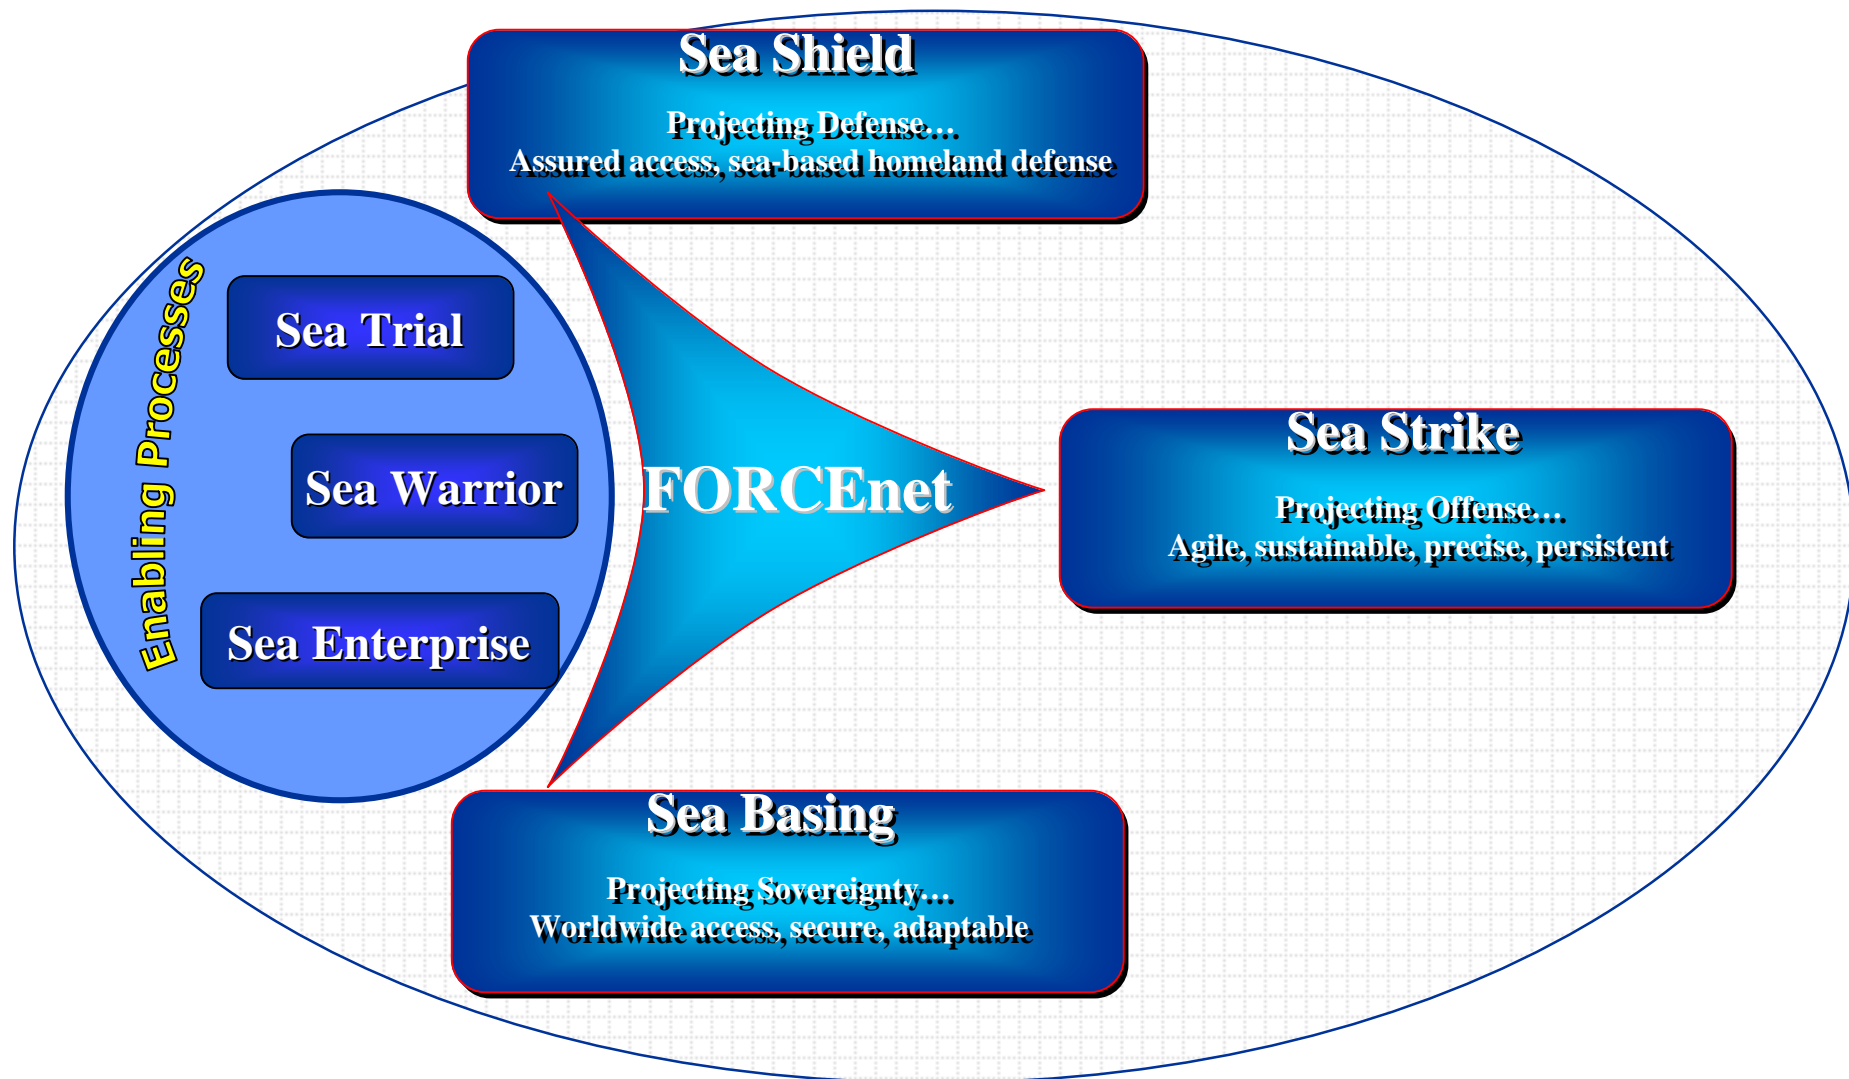 Sea Shield
Projecting Defense…
Assured access, sea-based homeland defense
Enabling Processes
Sea Trial
Sea Warrior
Sea Enterprise
FORCEnet
Sea Strike
Projecting Offense…
Agile, sustainable, precise, persistent
Sea Basing
Projecting Sovereignty…
Worldwide access, secure, adaptable